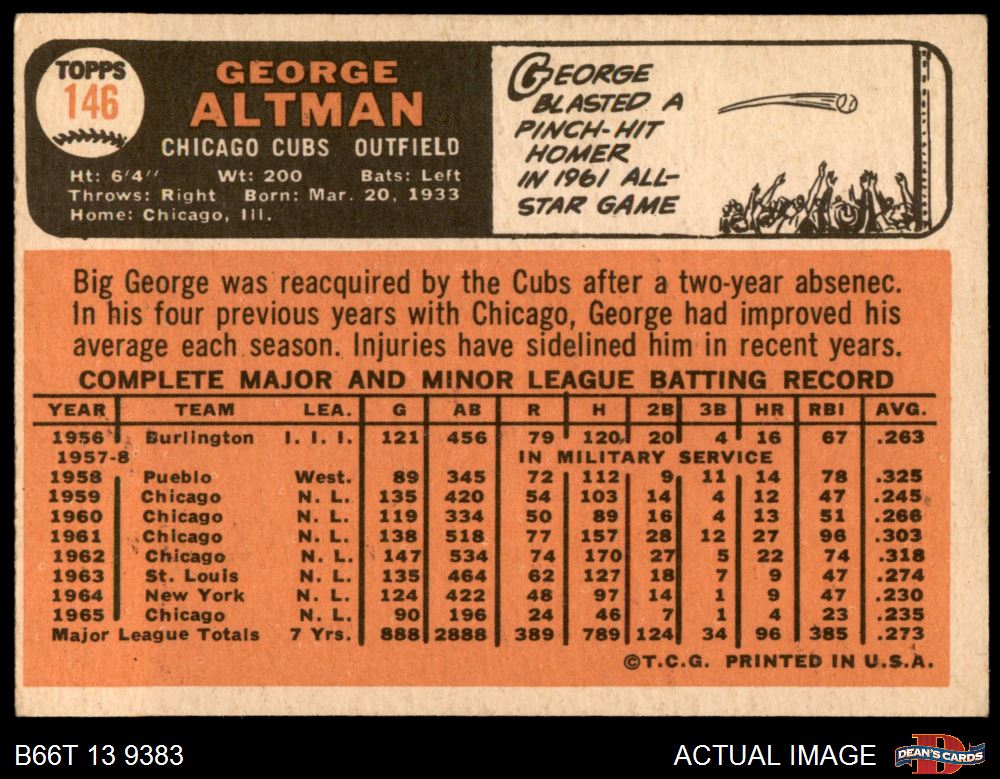 TOPPS
146
GEORGE
ALTMAN
CHICAGO CUBS OUTFIELD
Ht: 6'4" Wt: 200 Bats: Left
Throws: Right Born: Mar. 20, 1933
Home: Chicago, Ill.
GEORGE
BLASTED A
PINCH-HIT
HOMER
IN 1961 ALL-
STAR GAME
Big George was reacquired by the Cubs after a two-year absenec.
In his four previous years with Chicago, George had improved his
average each season. Injuries have sidelined him in recent years.
COMPLETE MAJOR AND MINOR LEAGUE BATTING RECORD
YEAR TEAM LEA. G AB R H 2B 3B HR RBI AVG.
1956 Burlington I. I. I. 121 456 79 120 20 4 16 67 .263
1957-8 IN MILITARY SERVICE
1958 Pueblo West. 89 345 72 112 9 11 14 78 .325
1959 Chicago N. L. 135 420 54 103 14 4 12 47 .245
1960 Chicago N. L. 119 334 50 89 16 4 13 51 .266
1961 Chicago N. L. 138 518 77 157 28 12 27 96 .303
1962 Chicago N. L. 147 534 74 170 27 5 22 74 .318
1963 St. Louis N. L. 135 464 62 127 18 7 9 47 .274
1964 New York N. L. 124 422 48 97 14 1 9 47 .230
1965 Chicago N. L. 90 196 24 46 7 1 4 23 .235
Major League Totals 7 Yrs. 888 2888 389 789 124 34 96 385 .273
©T.C.G. PRINTED IN U.S.A.
B66T 13 9383
ACTUAL IMAGE
D
DEAN'S CARDS